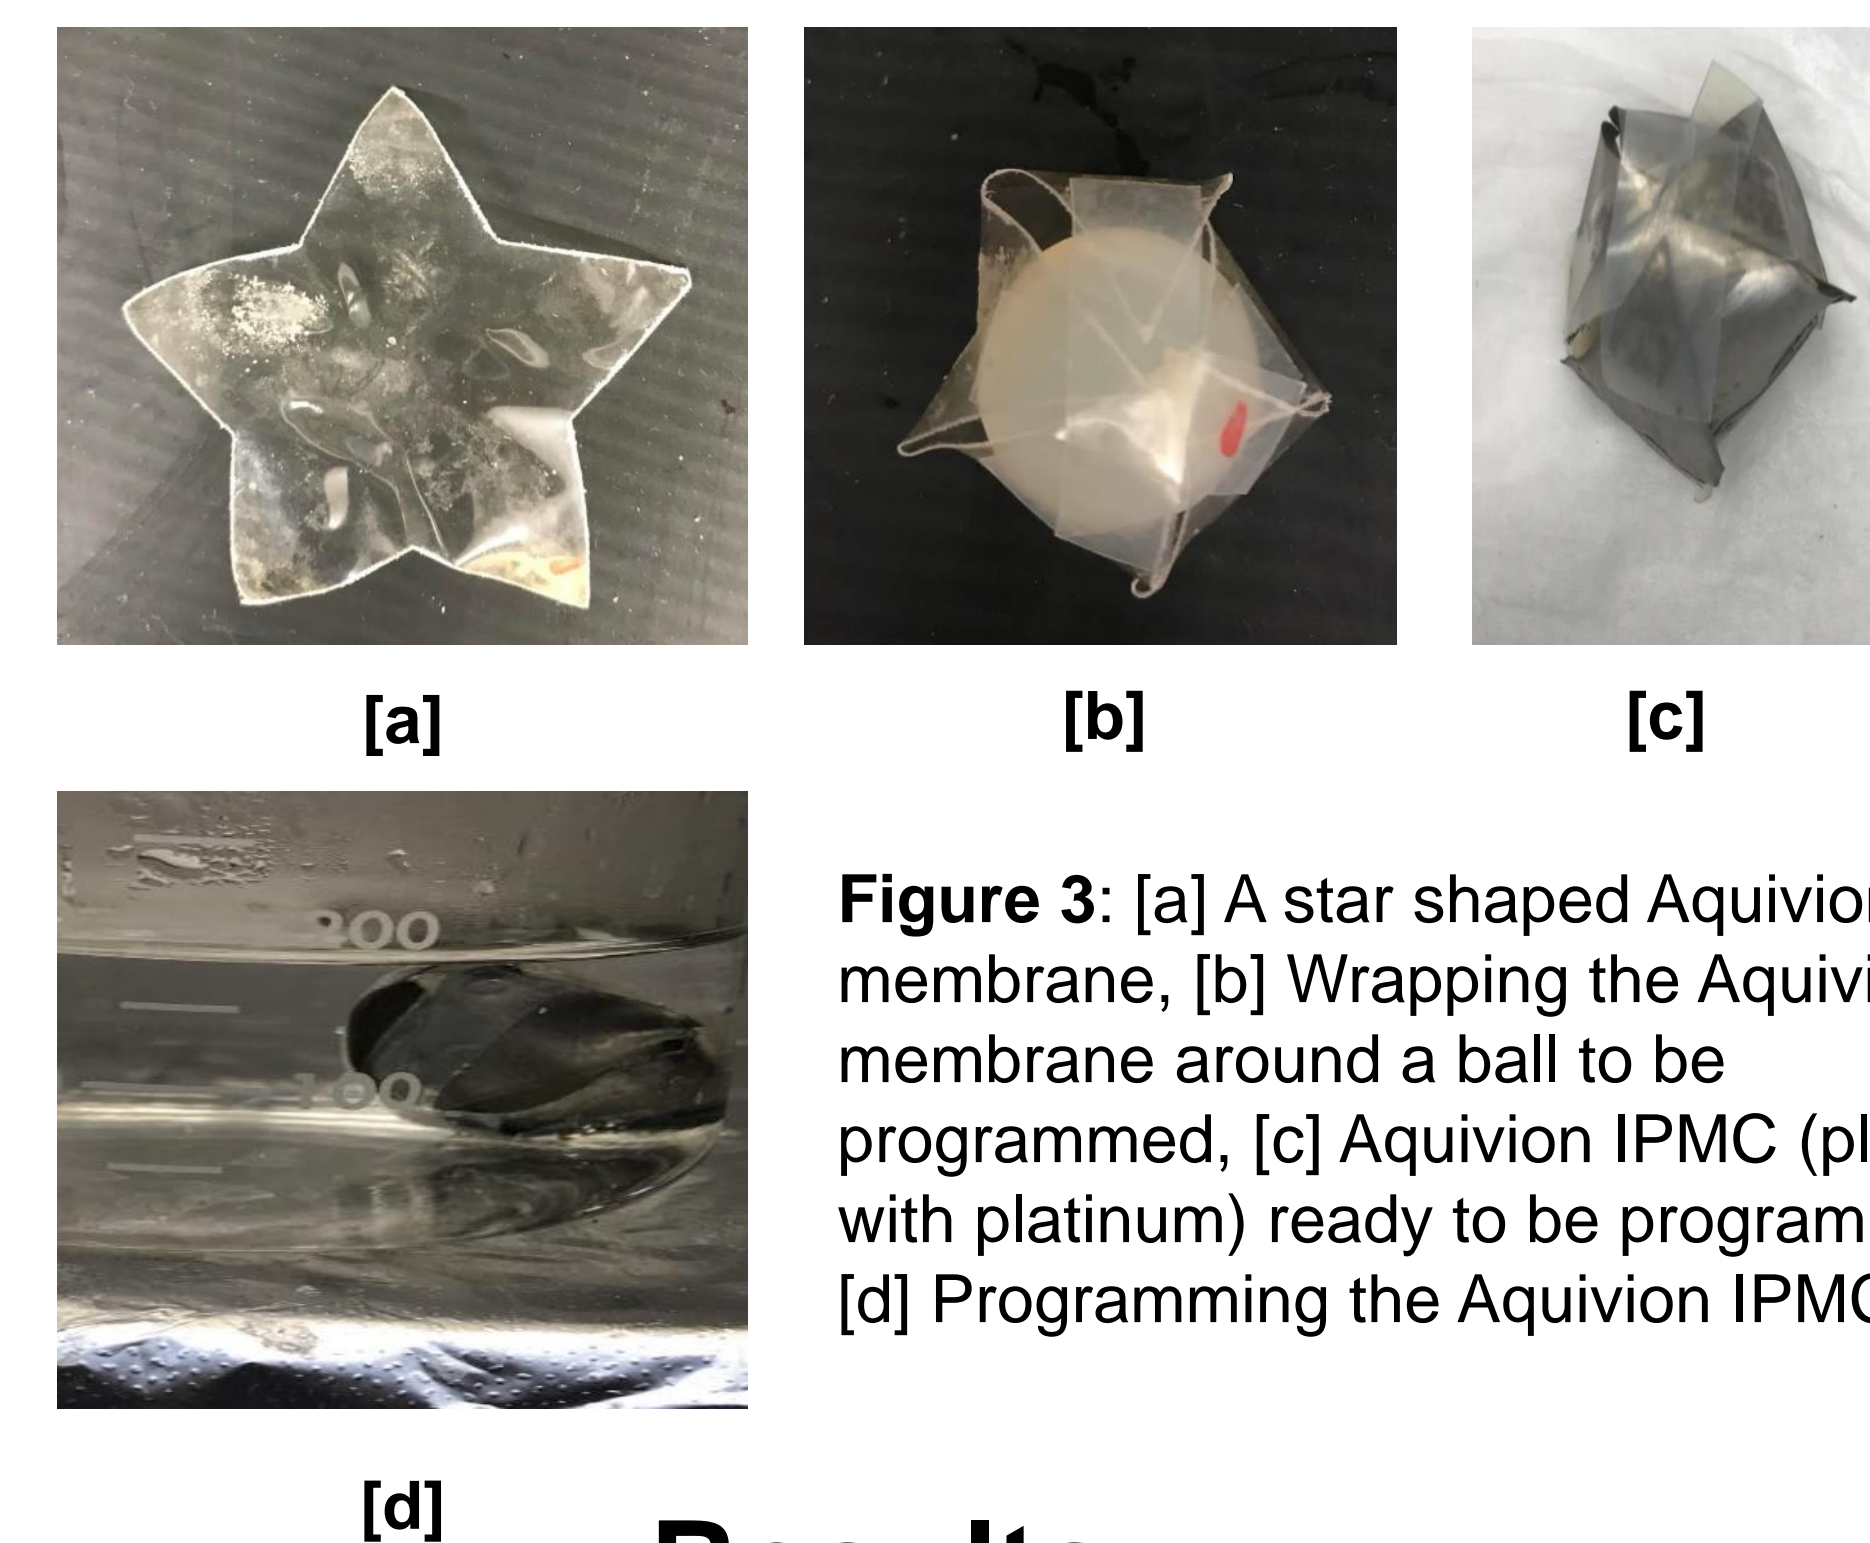 [a]
[b]
[c]
200
100
Figure 3: [a] A star shaped Aquivion
membrane, [b] Wrapping the Aquivi
membrane around a ball to be
programmed, [c] Aquivion IPMC (pl
with platinum) ready to be program
[d] Programming the Aquivion IPMC
[d]
Results